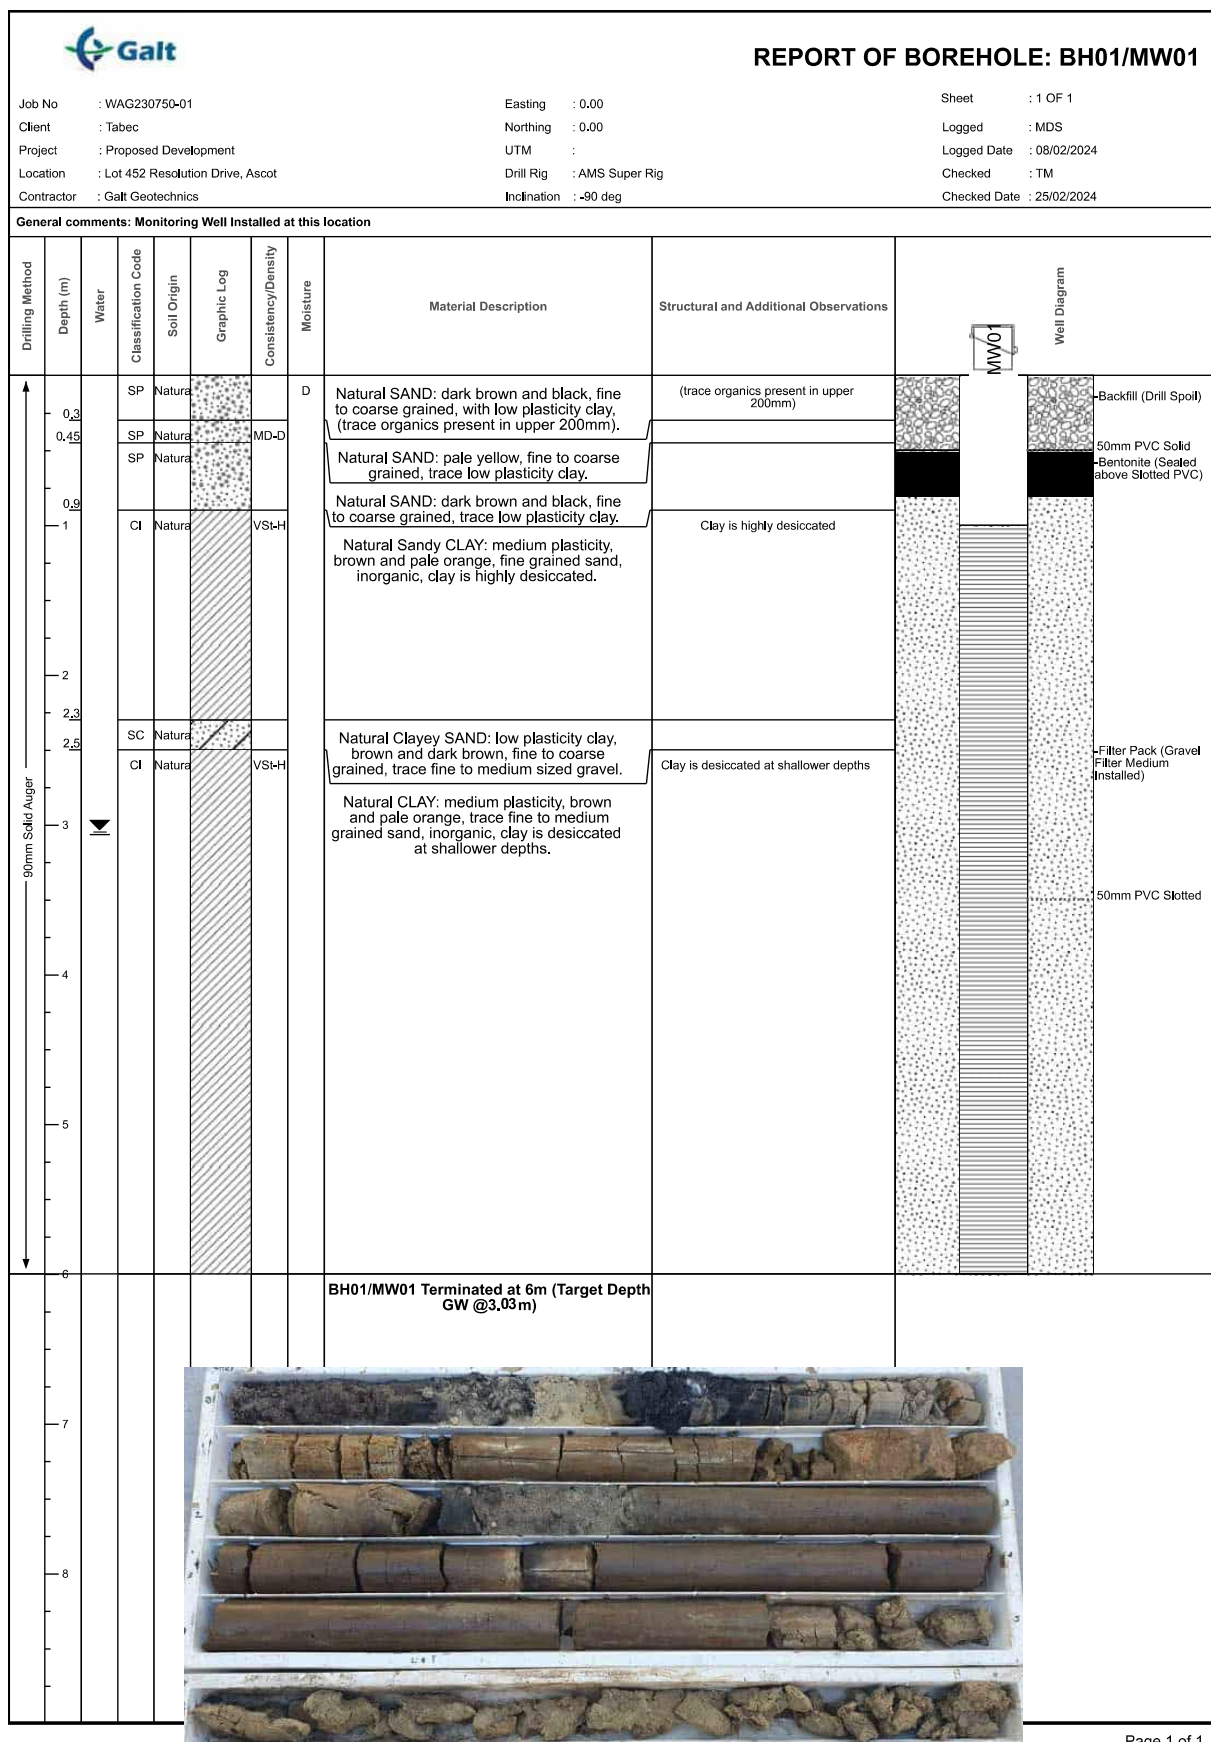 Galt
REPORT OF BOREHOLE: BH01/MW01
Job No : WAG230750-01
Client : Tabec
Project : Proposed Development
Location : Lot 452 Resolution Drive, Ascot
Contractor : Galt Geotechnics
Easting : 0.00
Northing : 0.00
UTM :
Drill Rig : AMS Super Rig
Inclination : -90 deg
Sheet : 1 OF 1
Logged : MDS
Logged Date : 08/02/2024
Checked : TM
Checked Date : 25/02/2024
General comments: Monitoring Well Installed at this location
Drilling Method
Depth (m)
Water
Classification Code
Soil Origin
Graphic Log
Consistency/Density
Moisture
Material Description
Structural and Additional Observations
MW01
Well Diagram
90mm Solid Auger
0.3
0.45
0.9
1
2
2.3
2.5
3
4
5
6
7
8
SP Natura D
SP Natura MD-D
SP Natura
CI Natura VSt-H
SC Natura
CI Natura VSt-H
Natural SAND: dark brown and black, fine
to coarse grained, with low plasticity clay,
(trace organics present in upper 200mm).
Natural SAND: pale yellow, fine to coarse
grained, trace low plasticity clay.
Natural SAND: dark brown and black, fine
to coarse grained, trace low plasticity clay.
Natural Sandy CLAY: medium plasticity,
brown and pale orange, fine grained sand,
inorganic, clay is highly desiccated.
Natural Clayey SAND: low plasticity clay,
brown and dark brown, fine to coarse
grained, trace fine to medium sized gravel.
Natural CLAY: medium plasticity, brown
and pale orange, trace fine to medium
grained sand, inorganic, clay is desiccated
at shallower depths.
(trace organics present in upper
200mm)
Clay is highly desiccated
Clay is desiccated at shallower depths
Backfill (Drill Spoil)
50mm PVC Solid
Bentonite (Sealed
above Slotted PVC)
Filter Pack (Gravel
Filter Medium
Installed)
50mm PVC Slotted
BH01/MW01 Terminated at 6m (Target Depth
GW @3.03m)
Page 1 of 1